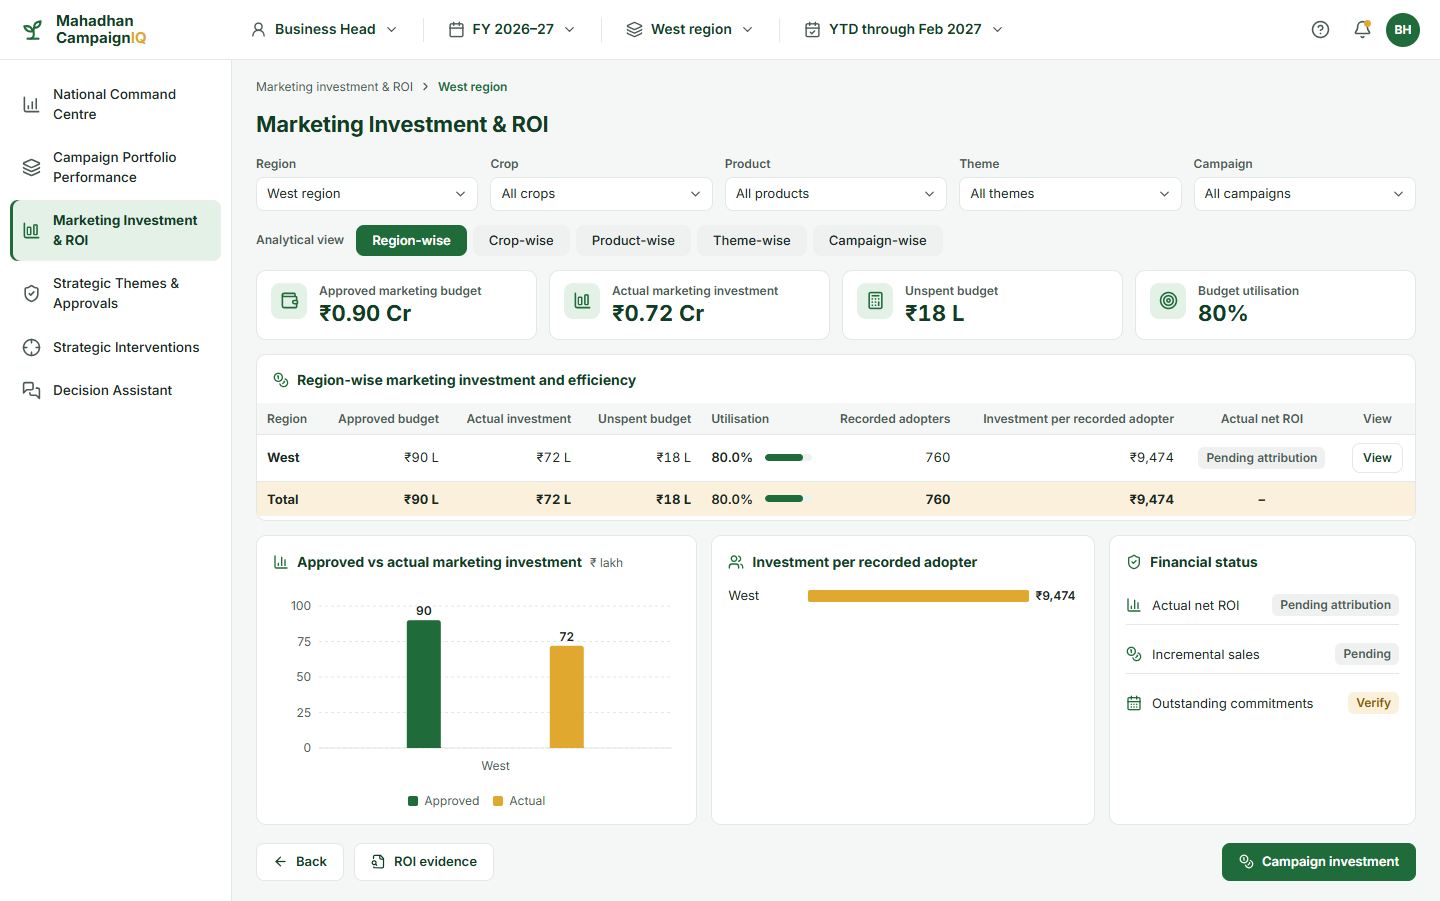 Mahadhan
CampaignIQ
Business Head
FY 2026–27
West region
YTD through Feb 2027
BH
National Command
Centre
Campaign Portfolio
Performance
Marketing Investment
& ROI
Strategic Themes &
Approvals
Strategic Interventions
Decision Assistant
Marketing investment & ROI > West region
Marketing Investment & ROI
Region
Crop
Product
Theme
Campaign
West region
All crops
All products
All themes
All campaigns
Analytical view
Region-wise
Crop-wise
Product-wise
Theme-wise
Campaign-wise
Approved marketing budget
₹0.90 Cr
Actual marketing investment
₹0.72 Cr
Unspent budget
₹18 L
Budget utilisation
80%
Region-wise marketing investment and efficiency
Region Approved budget Actual investment Unspent budget Utilisation Recorded adopters Investment per recorded adopter Actual net ROI View
West ₹90 L ₹72 L ₹18 L 80.0% 760 ₹9,474 Pending attribution View
Total ₹90 L ₹72 L ₹18 L 80.0% 760 ₹9,474 –
Approved vs actual marketing investment ₹ lakh
100
75
50
25
0
90
72
West
Approved Actual
Investment per recorded adopter
West ₹9,474
Financial status
Actual net ROI Pending attribution
Incremental sales Pending
Outstanding commitments Verify
Back
ROI evidence
Campaign investment